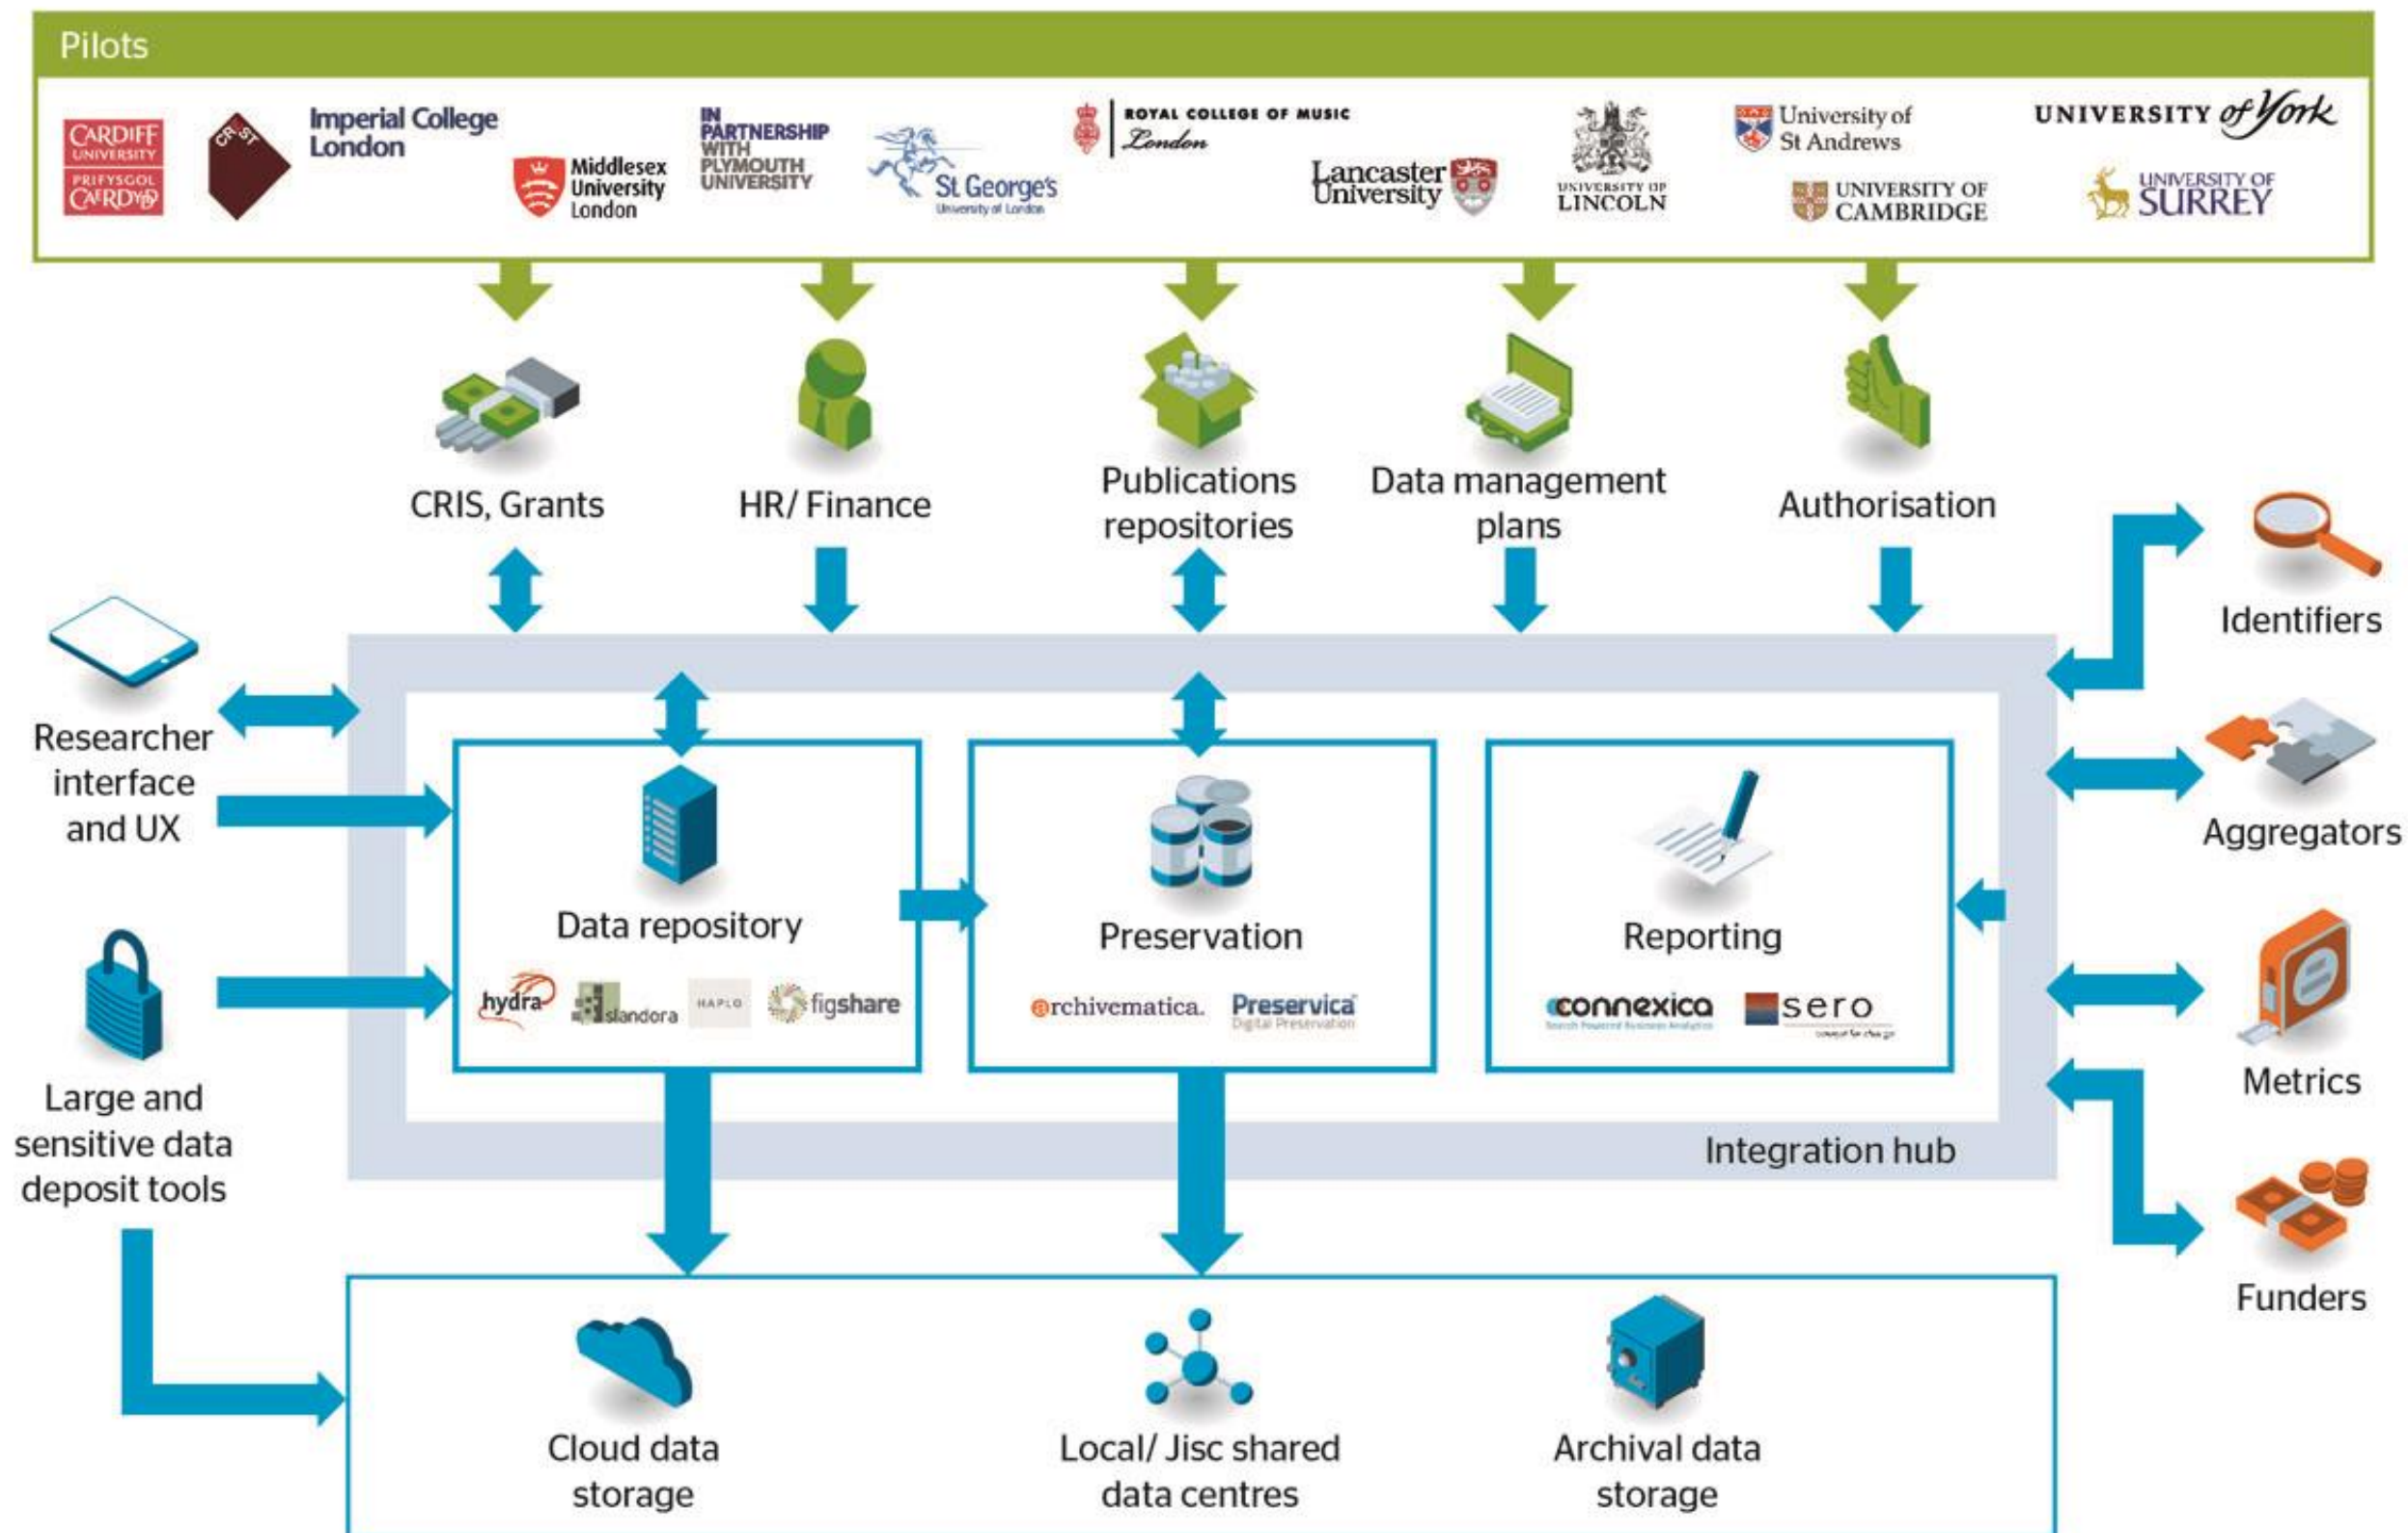 Pilots
CARDIFF
UNIVERSITY
PRIFYSGOL
CAERDYDD
CR ST
Imperial College
London
Middlesex
University
London
IN
PARTNERSHIP
WITH
PLYMOUTH
UNIVERSITY
St George's
University of London
ROYAL COLLEGE OF MUSIC
London
Lancaster
University
UNIVERSITY OF
LINCOLN
University of
St Andrews
UNIVERSITY OF
CAMBRIDGE
UNIVERSITY of York
UNIVERSITY OF
SURREY
CRIS, Grants
HR/ Finance
Publications
repositories
Data management
plans
Authorisation
Identifiers
Researcher
interface
and UX
Aggregators
Data repository
hydra
islandora
HAPLO
figshare
Preservation
archivematica.
Preservica
Digital Preservation
Reporting
connexica
Search Powered Business Analytics
sero
Metrics
Large and
sensitive data
deposit tools
Integration hub
Funders
Cloud data
storage
Local/ Jisc shared
data centres
Archival data
storage